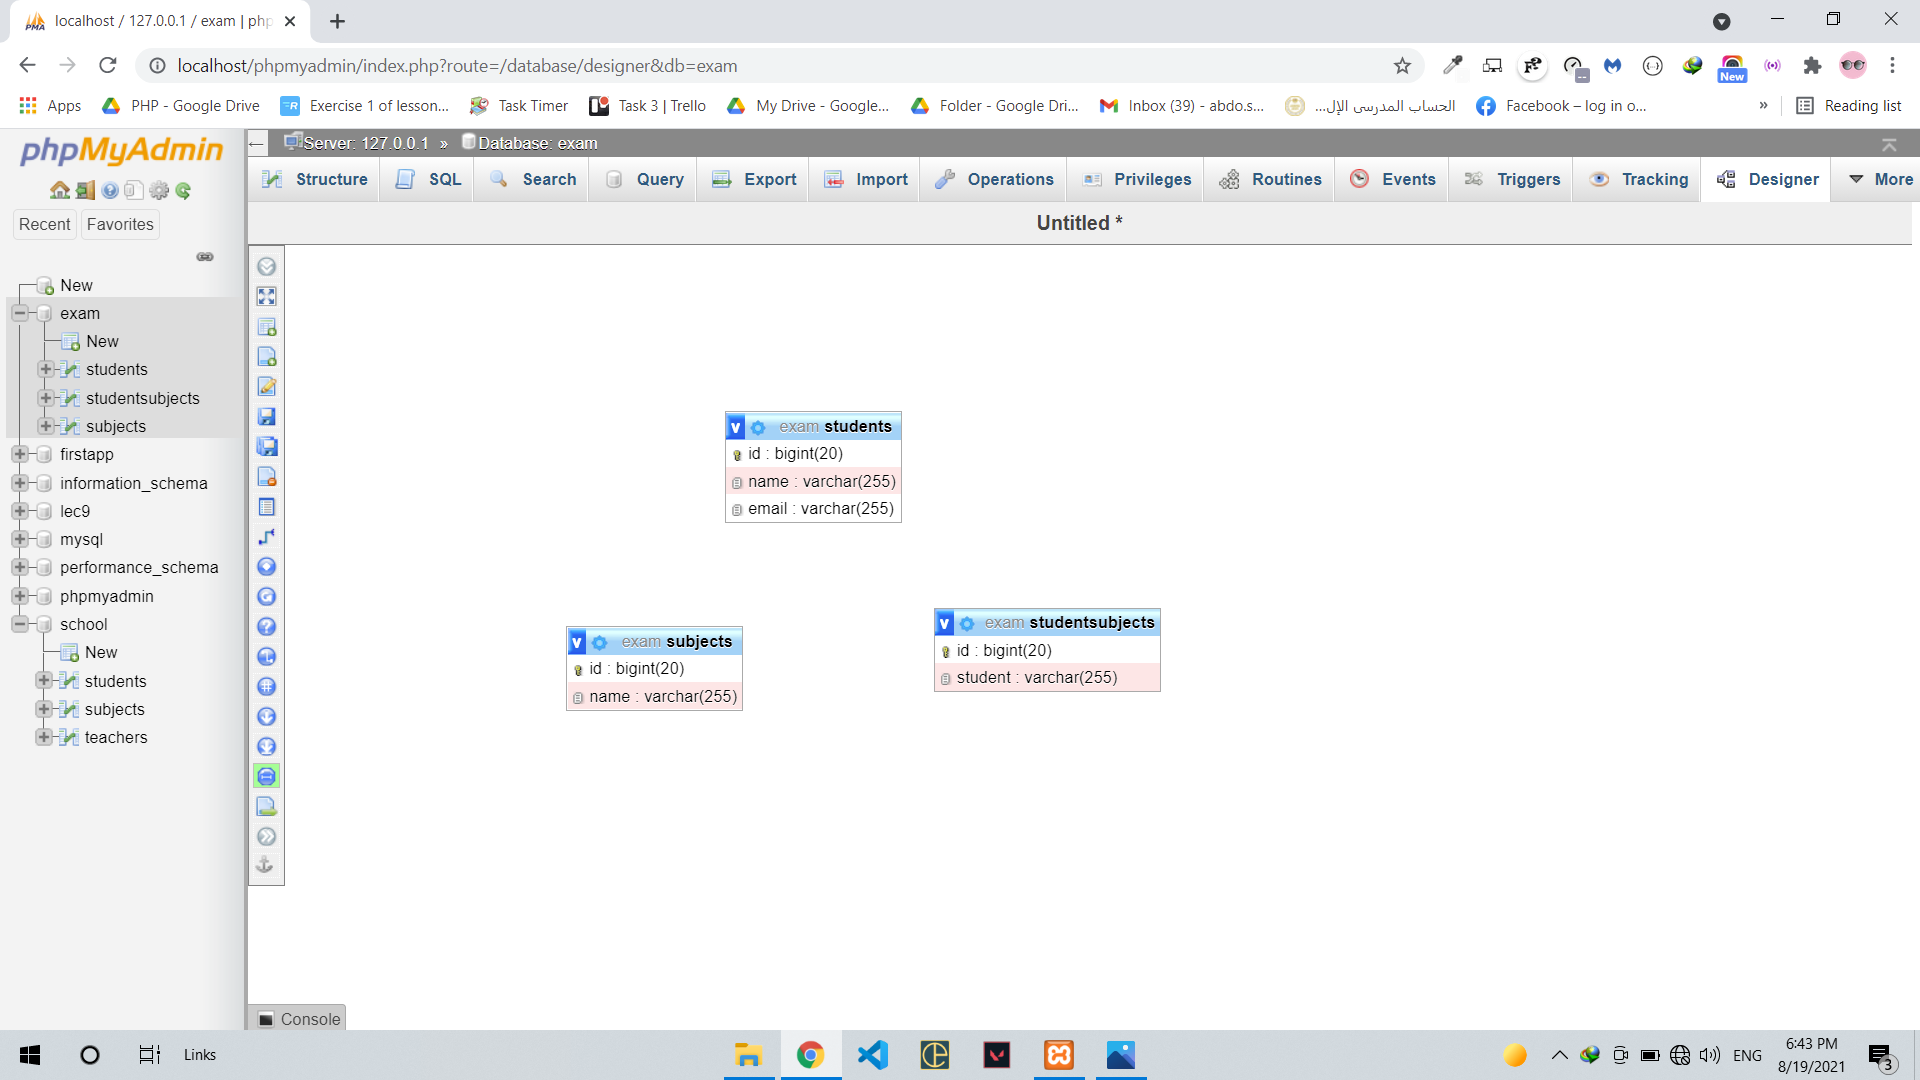 localhost / 127.0.0.1 / exam | php
localhost/phpmyadmin/index.php?route=/database/designer&db=exam
New
Apps
PHP - Google Drive
Exercise 1 of lesson...
Task Timer
Task 3 | Trello
My Drive - Google...
Folder - Google Dri...
Inbox (39) - abdo.s...
الحساب المدرسى الإل...
Facebook – log in o...
»
Reading list
phpMyAdmin
Server: 127.0.0.1 » Database: exam
Structure
SQL
Search
Query
Export
Import
Operations
Privileges
Routines
Events
Triggers
Tracking
Designer
More
Recent
Favorites
Untitled *
New
exam
New
students
studentsubjects
subjects
firstapp
information_schema
lec9
mysql
performance_schema
phpmyadmin
school
New
students
subjects
teachers
v exam students
id : bigint(20)
name : varchar(255)
email : varchar(255)
v exam subjects
id : bigint(20)
name : varchar(255)
v exam studentsubjects
id : bigint(20)
student : varchar(255)
Console
Links
ENG
6:43 PM
8/19/2021
3